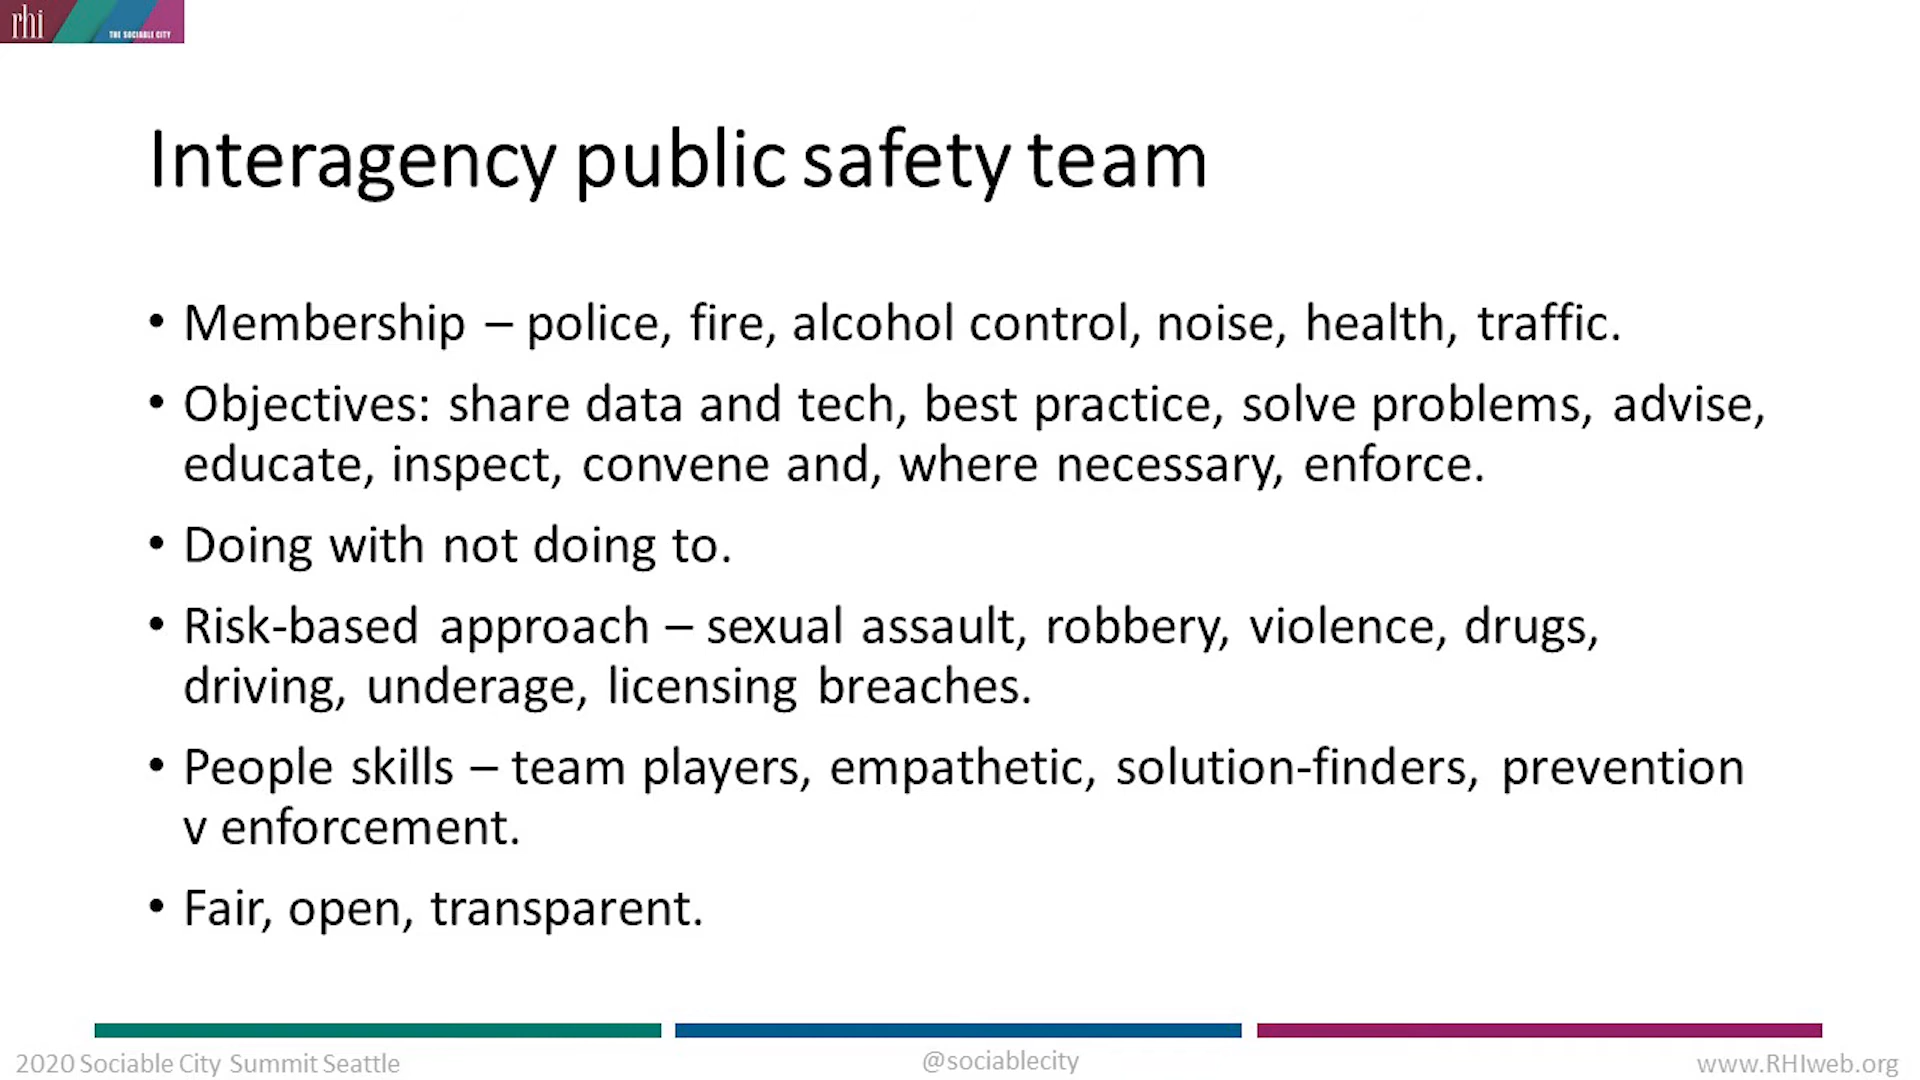 rhi
THE SOCIABLE CITY
Interagency public safety team
• Membership – police, fire, alcohol control, noise, health, traffic.
• Objectives: share data and tech, best practice, solve problems, advise,
educate, inspect, convene and, where necessary, enforce.
• Doing with not doing to.
• Risk-based approach – sexual assault, robbery, violence, drugs,
driving, underage, licensing breaches.
• People skills – team players, empathetic, solution-finders, prevention
v enforcement.
• Fair, open, transparent.
2020 Sociable City Summit Seattle
@sociablecity
www.RHIweb.org